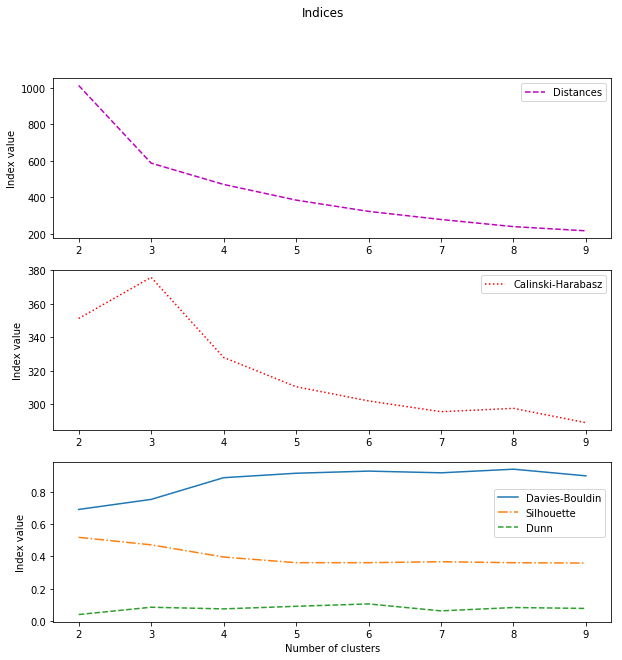 Indices
Distances
Index value
1000
800
600
400
200
2 3 4 5 6 7 8 9
Calinski-Harabasz
Index value
380
360
340
320
300
2 3 4 5 6 7 8 9
Davies-Bouldin
Silhouette
Dunn
Index value
0.8
0.6
0.4
0.2
0.0
2 3 4 5 6 7 8 9
Number of clusters